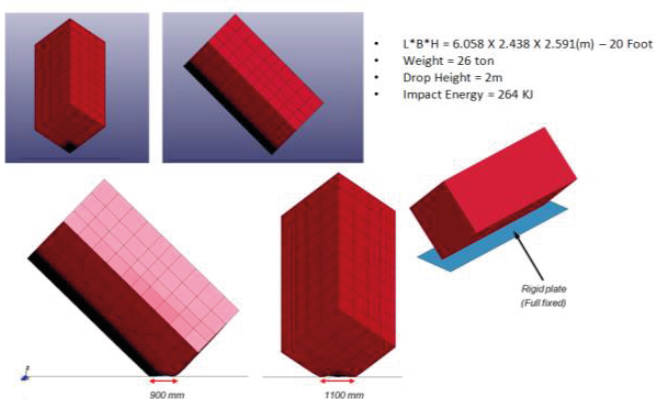 • L*B*H = 6.058 X 2.438 X 2.591(m) – 20 Foot
• Weight = 26 ton
• Drop Height = 2m
• Impact Energy = 264 KJ
Rigid plate
(Full fixed)
900 mm
1100 mm